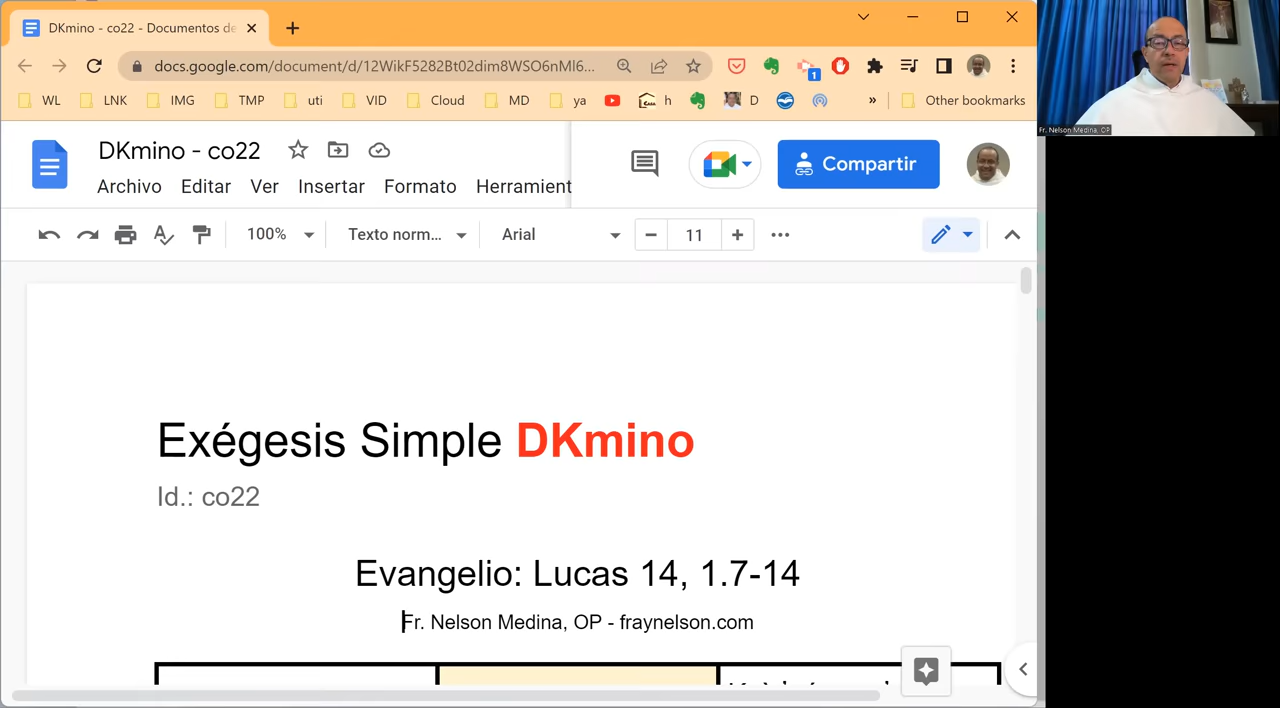 DKmino - co22 - Documentos de
docs.google.com/document/d/12WikF5282Bt02rIm8WSO6nMl6...
1
WL LNK IMG TMP uti VID Cloud MD ya h D » Other bookmarks
DKmino - co22
Archivo Editar Ver Insertar Formato Herramient
Compartir
100% Texto norm... Arial 11
Exégesis Simple DKmino
Id.: co22
Evangelio: Lucas 14, 1.7-14
Fr. Nelson Medina, OP - fraynelson.com
Fr. Nelson Medina, OP